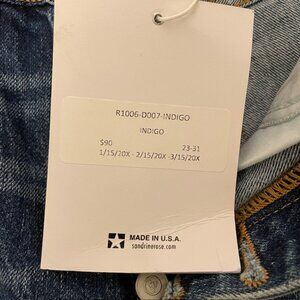 R1006-D007-INDIGO
INDIGO
$90 23-31
1/15/20X - 2/15/20X -3/15/20X
MADE IN U.S.A.
sandrinerose.com